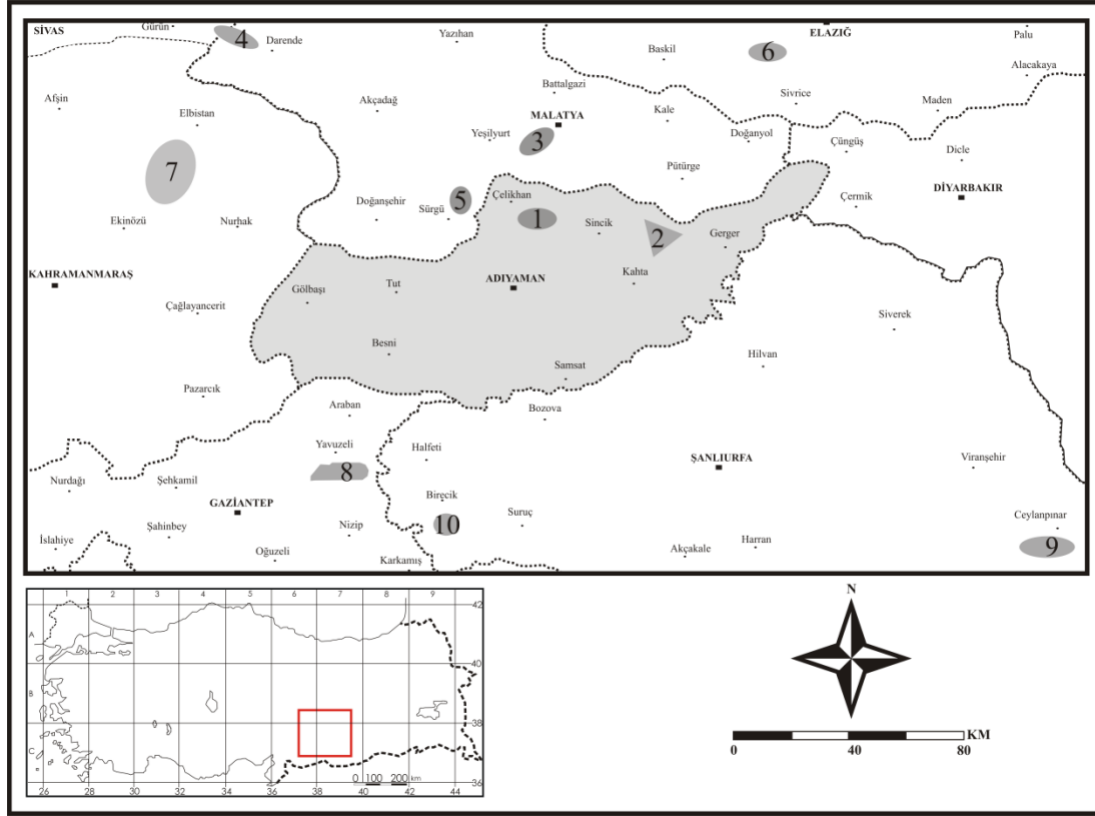 SİVAS
Gürün
4
Darende
Yazıhan
Baskil
6
ELAZIĞ
Palu
Alacakaya
Afşin
Elbistan
Akçadağ
Battalgazi
Sivrice
Maden
MALATYA
Kale
Yeşilyurt
3
Doğanyol
Çüngüş
Dicle
7
Pütürge
DİYARBAKIR
Doğanşehir
Sürgü
5
Çelikhan
1
Sincik
2
Gerger
Çermik
Ekinözü
Nurhak
KAHRAMANMARAŞ
Gölbaşı
Tut
ADIYAMAN
Kahta
Çağlayancerit
Siverek
Besni
Samsat
Hilvan
Pazarcık
Araban
Bozova
Yavuzeli
8
Halfeti
ŞANLIURFA
Viranşehir
Nurdağı
Şehkamil
GAZİANTEP
Birecik
10
Suruç
Ceylanpınar
9
İslahiye
Şahinbey
Oğuzeli
Nizip
Karkamış
Akçakale
Harran
1 2 3 4 5 6 7 8 9
42
A
40
B
38
C
0 100 200 km
36
26 28 30 32 34 36 38 40 42 44
N
KM
0 40 80